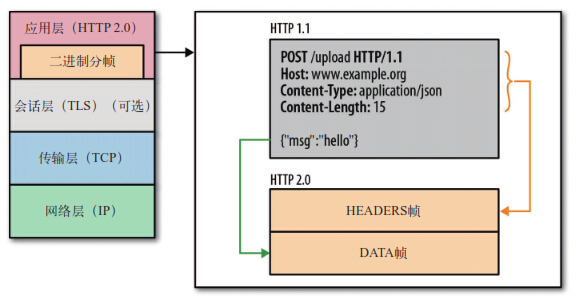 应用层（HTTP 2.0）
二进制分帧
会话层（TLS）（可选）
传输层（TCP）
网络层（IP）
HTTP 1.1
POST /upload HTTP/1.1
Host: www.example.org
Content-Type: application/json
Content-Length: 15
{"msg":"hello"}
HTTP 2.0
HEADERS帧
DATA帧